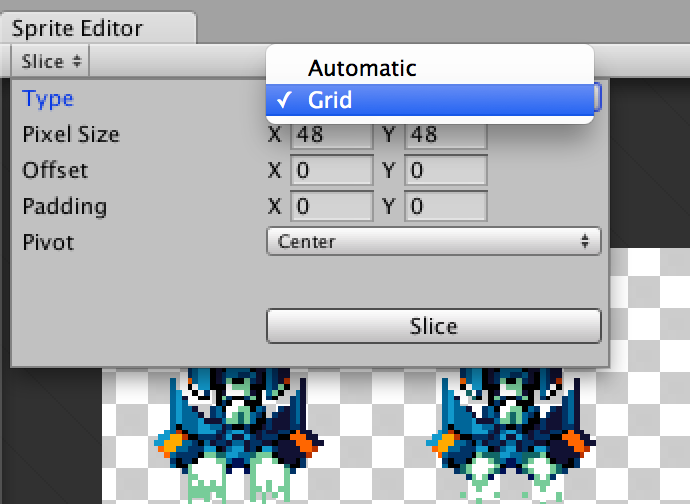 Sprite Editor
Slice
Automatic
Type ✓ Grid
Pixel Size X 48 Y 48
Offset X 0 Y 0
Padding X 0 Y 0
Pivot Center
Slice